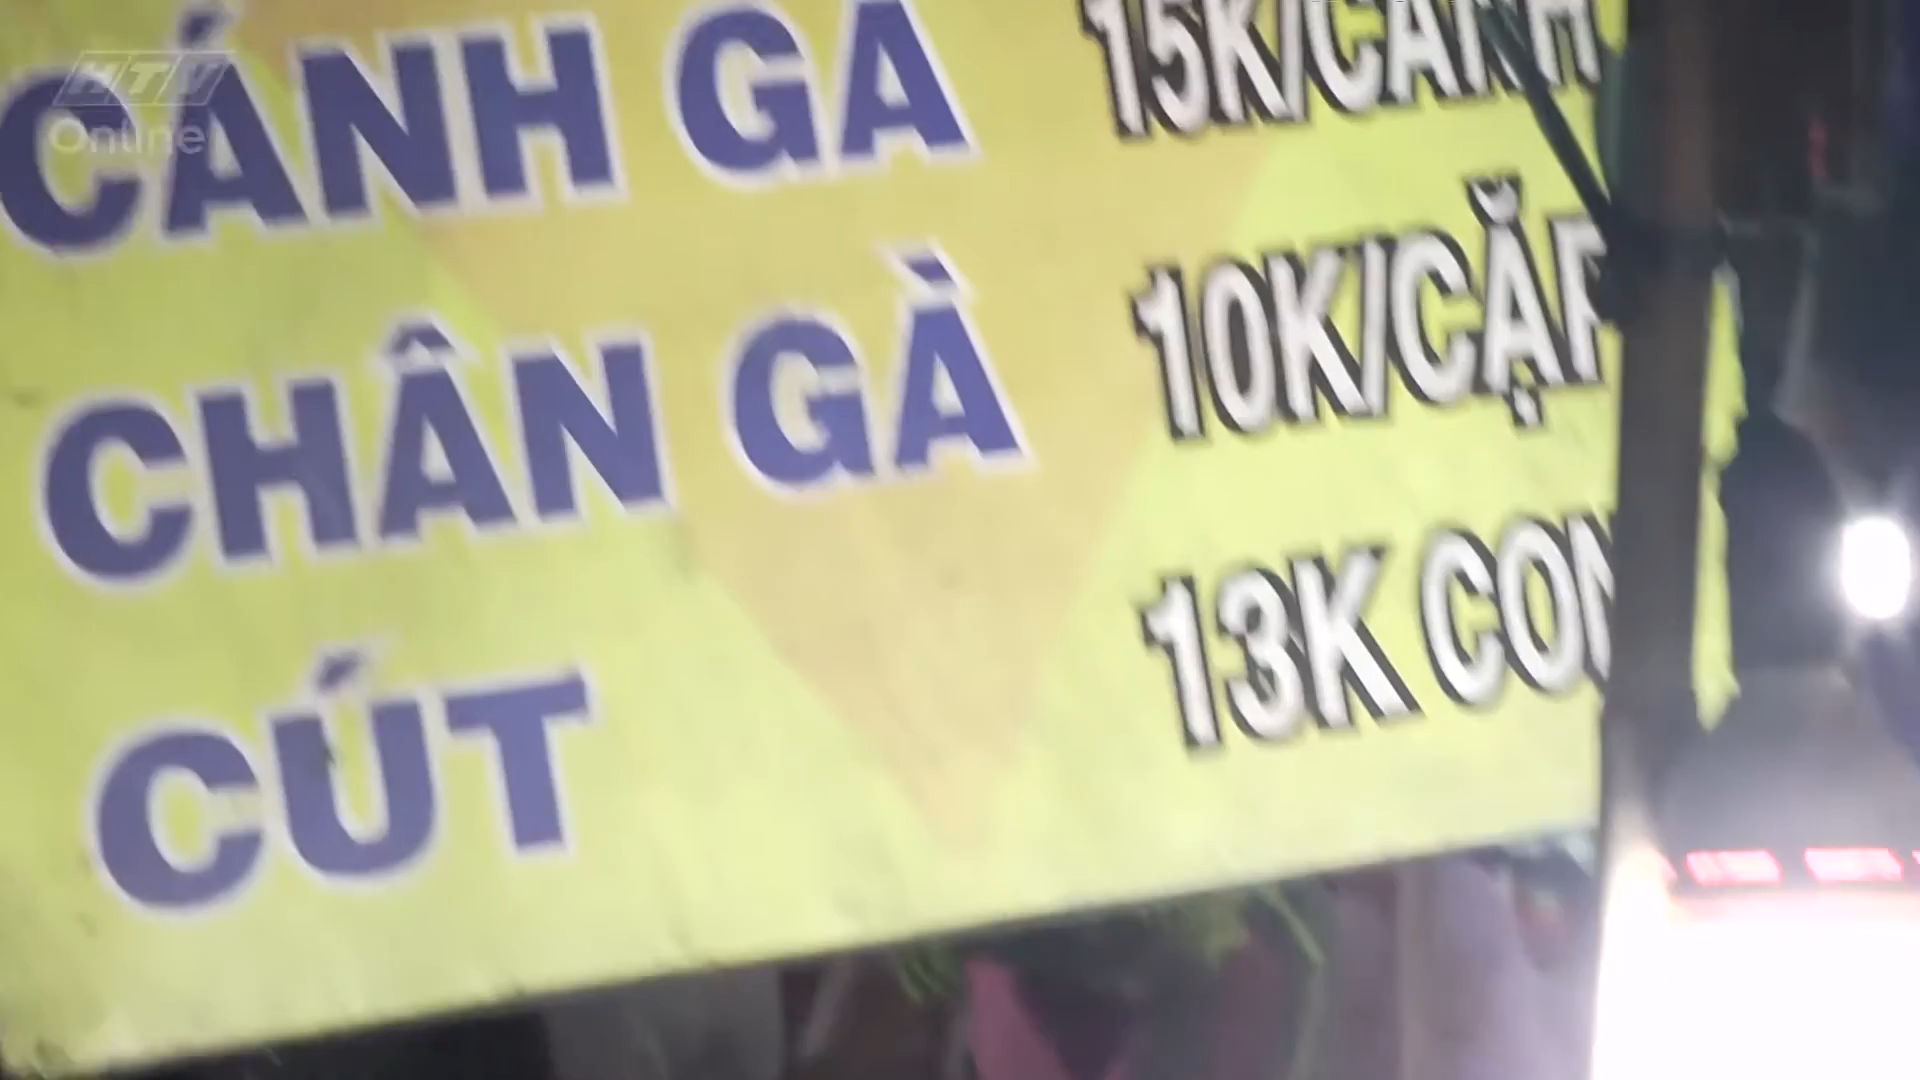 HTV
Online
CÁNH GÀ 15K/CÁNH
CHÂN GÀ 10K/CẶP
CÚT 13K CON